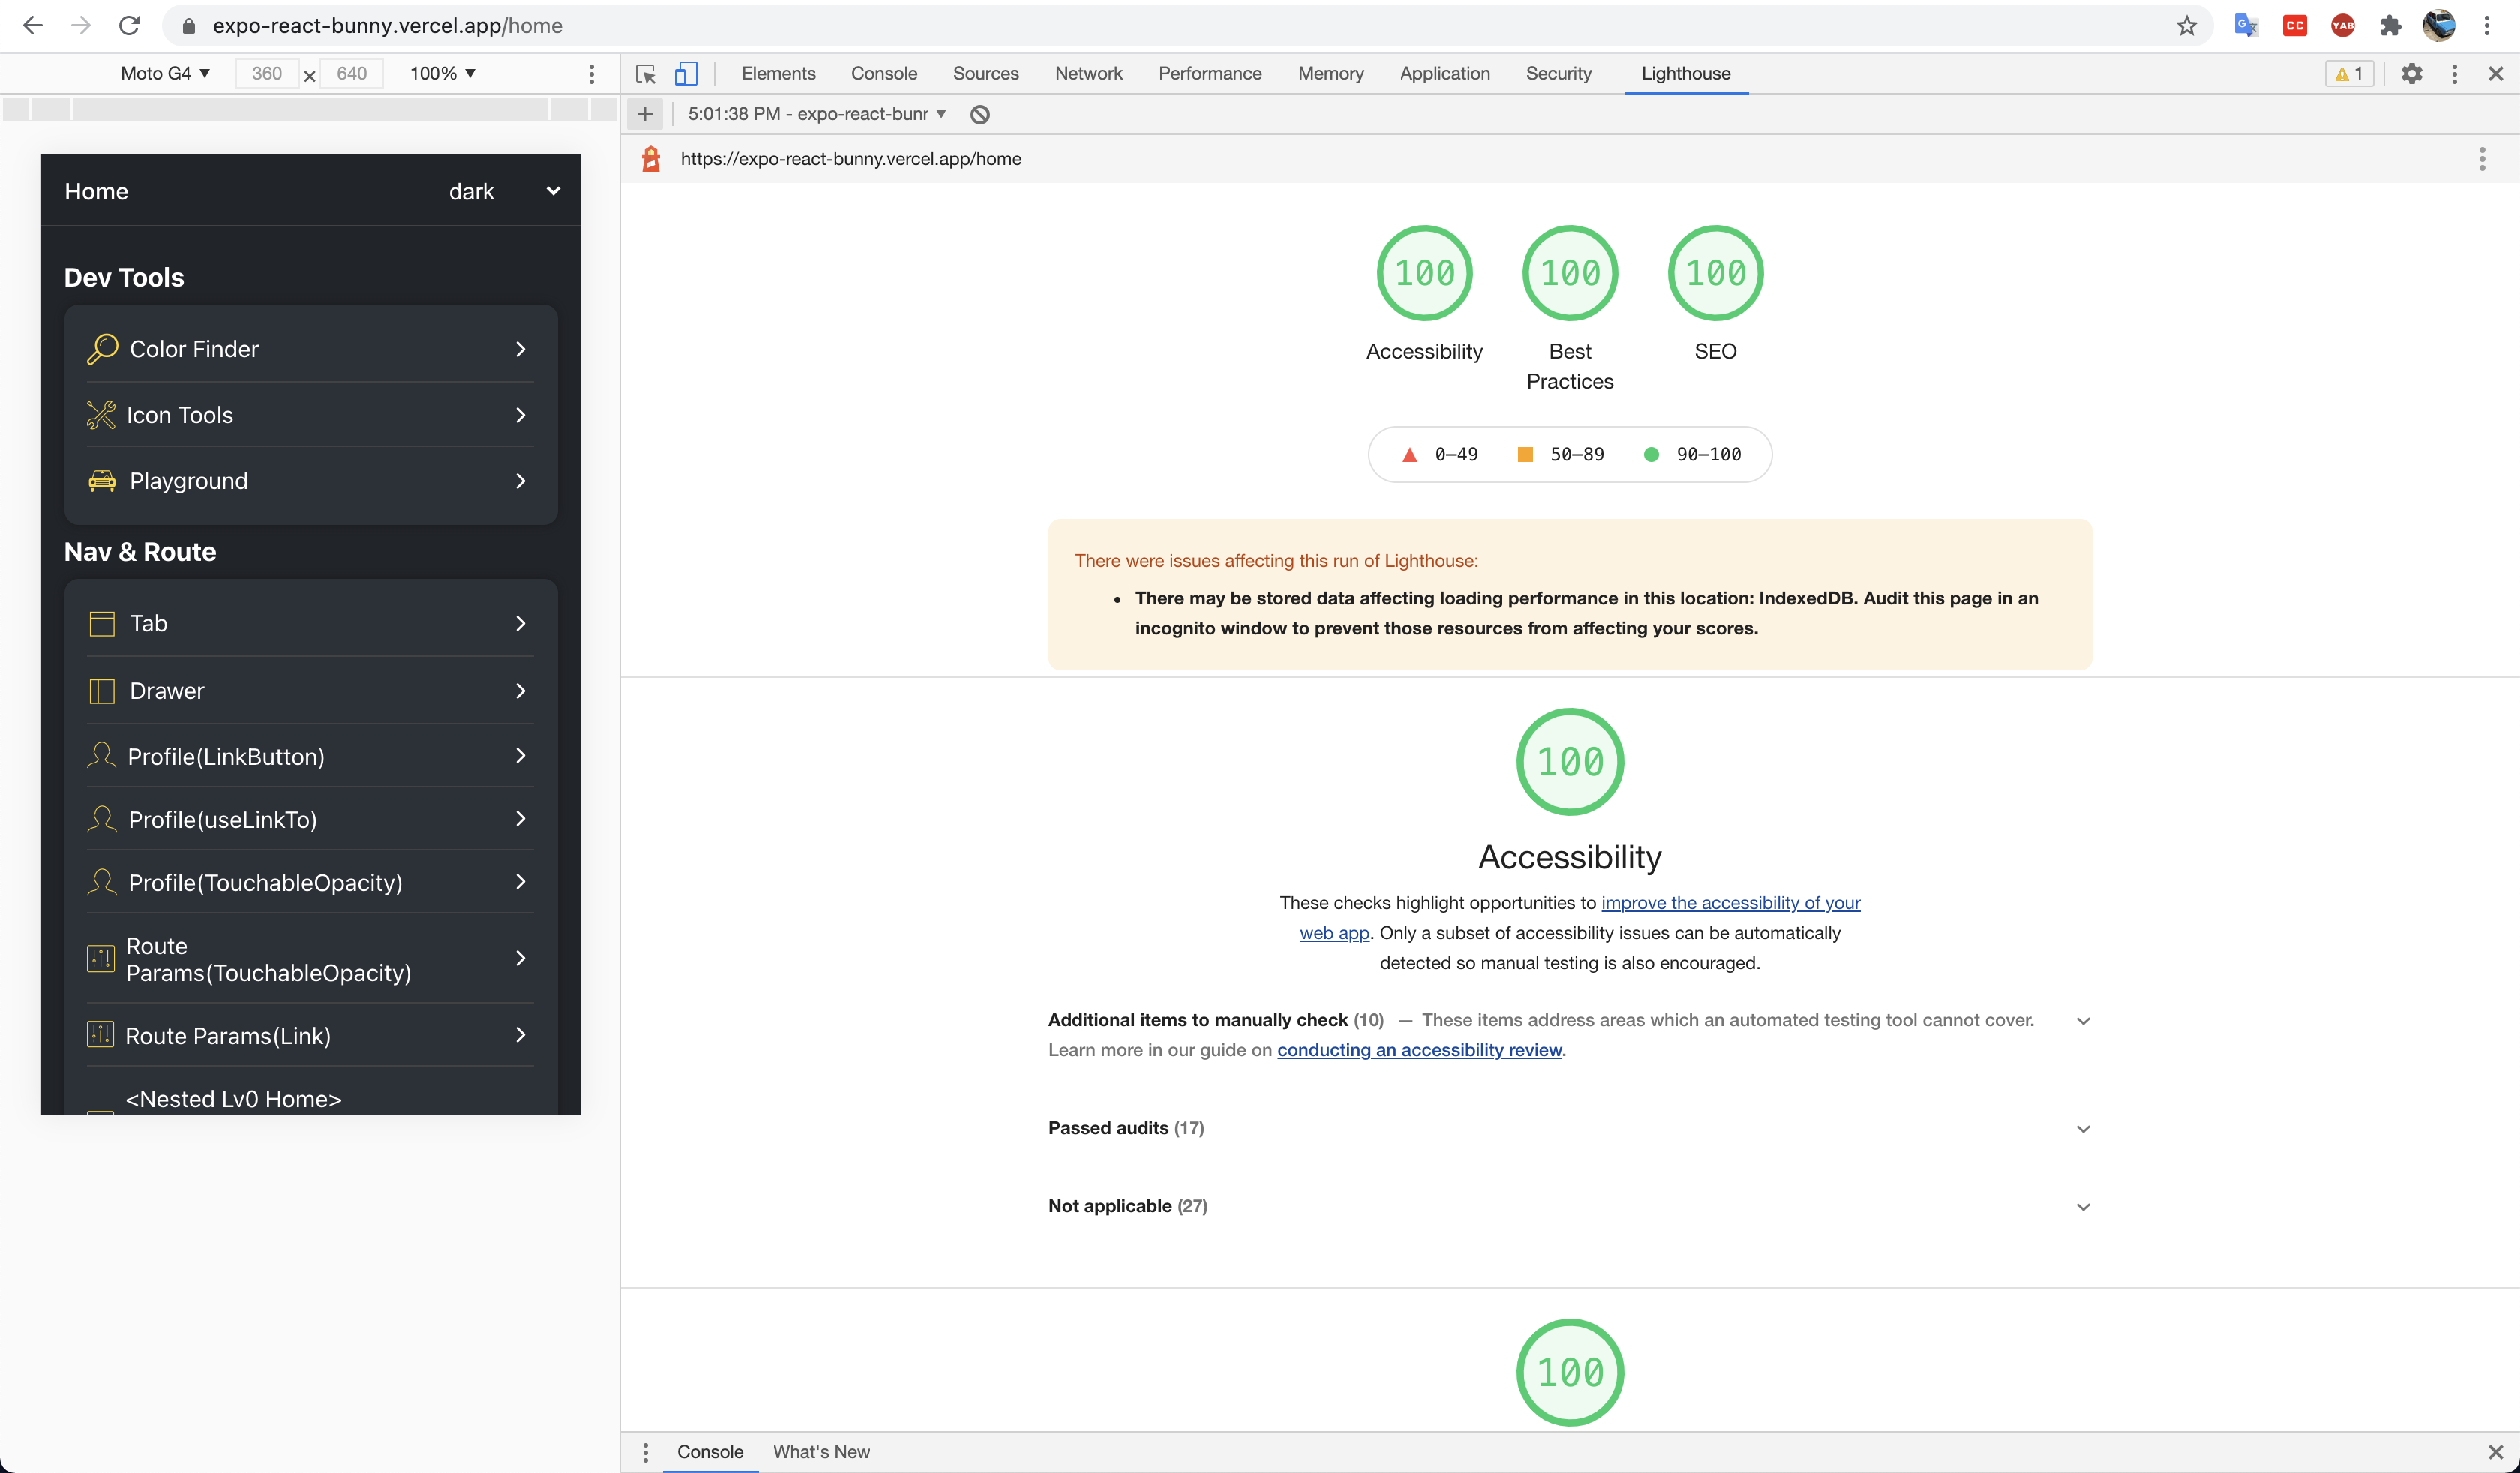 expo-react-bunny.vercel.app/home
CC
YAB
Moto G4 ▼ 360 × 640 100% ▼
Elements Console Sources Network Performance Memory Application Security Lighthouse
1
5:01:38 PM - expo-react-bunr ▼
https://expo-react-bunny.vercel.app/home
Home dark
Dev Tools
Color Finder
Icon Tools
Playground
Nav & Route
Tab
Drawer
Profile(LinkButton)
Profile(useLinkTo)
Profile(TouchableOpacity)
Route
Params(TouchableOpacity)
Route Params(Link)
<Nested Lv0 Home>
100 100 100
Accessibility Best SEO
Practices
0–49 50–89 90–100
There were issues affecting this run of Lighthouse:
There may be stored data affecting loading performance in this location: IndexedDB. Audit this page in an
incognito window to prevent those resources from affecting your scores.
100
Accessibility
These checks highlight opportunities to improve the accessibility of your
web app. Only a subset of accessibility issues can be automatically
detected so manual testing is also encouraged.
Additional items to manually check (10) — These items address areas which an automated testing tool cannot cover.
Learn more in our guide on conducting an accessibility review.
Passed audits (17)
Not applicable (27)
100
Console What's New